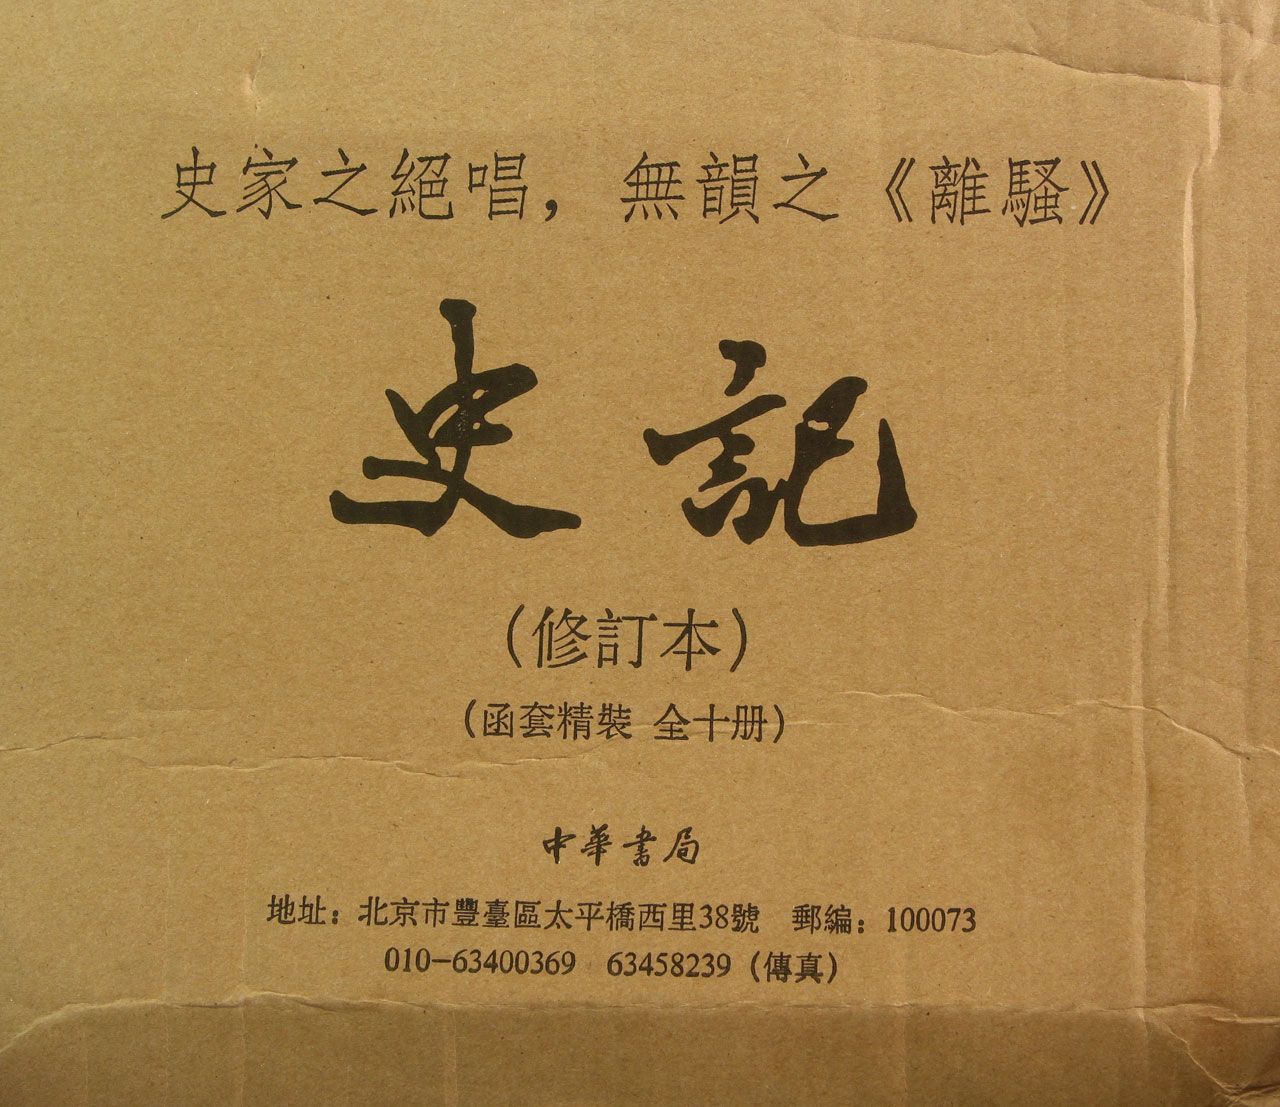 史家之絕唱，無韻之《離騷》
史記
（修訂本）
（函套精裝 全十册）
中華書局
地址：北京市豐臺區太平橋西里38號 郵編：100073
010-63400369 63458239（傳真）